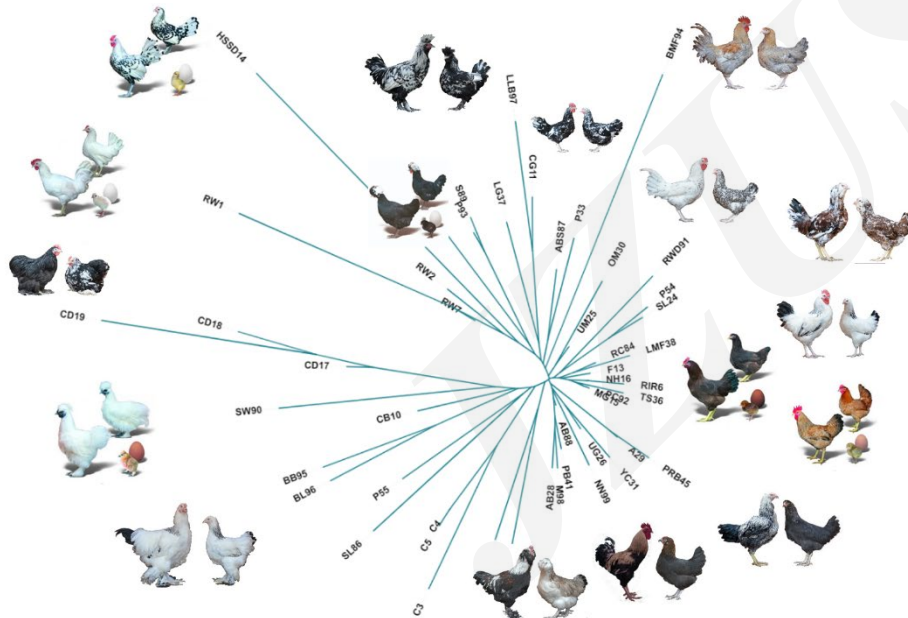 HSSD14
LLB97
BMF94
CG11
S89
P93
LG37
RW1
P33
ABS87
OM30
RW2
RWD91
RW7
P54
SL24
CD19
CD18
UM25
RC84
LMF38
CD17
F13
NH16
RIR6
TS36
MG15
SW90
CB10
AB88
UG26
A29
BB95
BL96
P55
PB41
YC31
PRB45
NN99
M98
AB28
C4
SL86
C5
C3